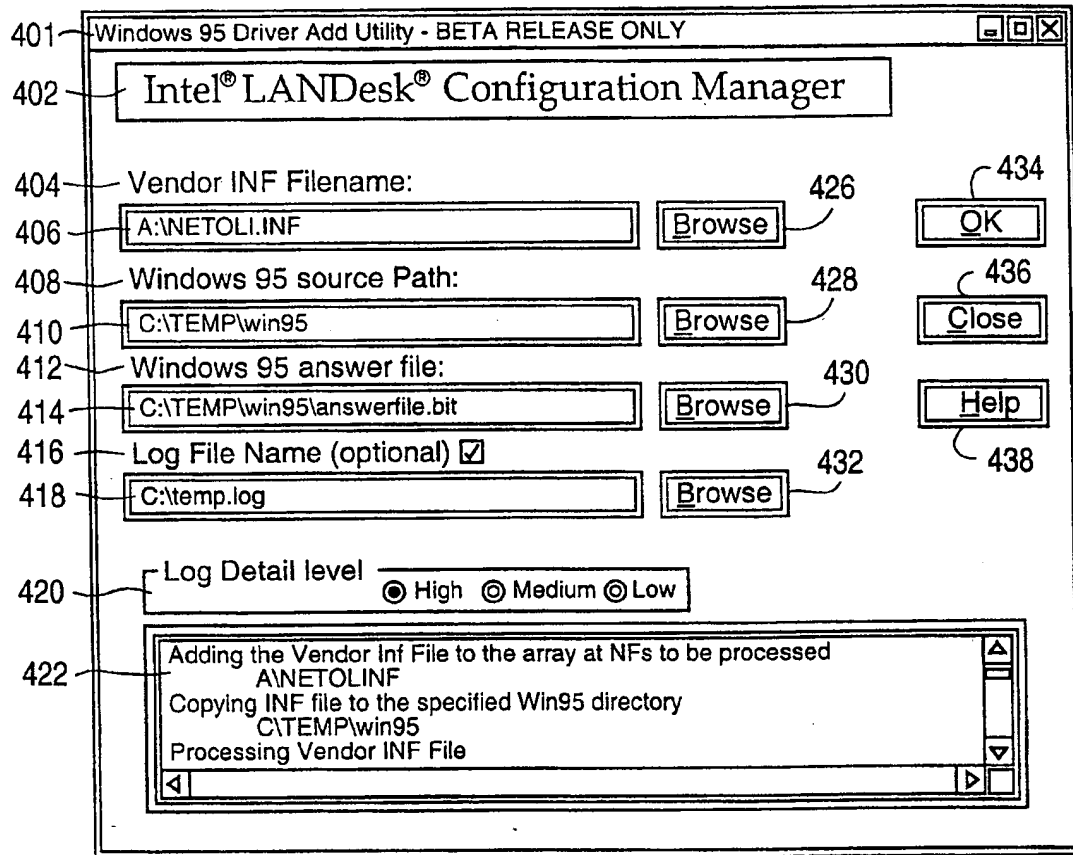 401 Windows 95 Driver Add Utility - BETA RELEASE ONLY
402 Intel® LANDesk® Configuration Manager
404 Vendor INF Filename: 426 434
406 A:\NETOLI.INF Browse OK
408 Windows 95 source Path: 428 436
410 C:\TEMP\win95 Browse Close
412 Windows 95 answer file: 430
414 C:\TEMP\win95\answerfile.bit Browse Help
416 Log File Name (optional) 432 438
418 C:\temp.log Browse
Log Detail level
420 High Medium Low
Adding the Vendor Inf File to the array at NFs to be processed
422 A\NETOLINF
Copying INF file to the specified Win95 directory
C\TEMP\win95
Processing Vendor INF File